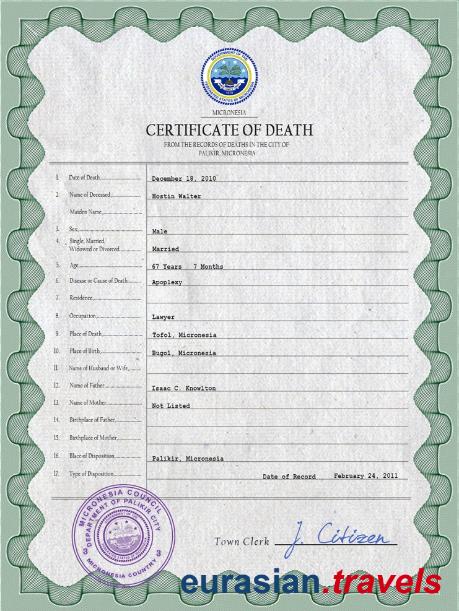 MICRONESIA
CERTIFICATE OF DEATH
FROM THE RECORDS OF DEATHS IN THE CITY OF
PALIKIR, MICRONESIA
1. Date of Death December 18, 2010
2. Name of Deceased Hostin Walter
Maiden Name
3. Sex Male
4. Single, Married,
Widowed or Divorced Married
5. Age 67 Years 7 Months
6. Disease or Cause of Death Apoplexy
7. Residence
8. Occupation Lawyer
9. Place of Death Tofol, Micronesia
10. Place of Birth Bugol, Micronesia
11. Name of Husband or Wife
12. Name of Father Isaac C. Knowlton
13. Name of Mother Not Listed
14. Birthplace of Father
15. Birthplace of Mother
16. Place of Disposition Palikir, Micronesia
17. Type of Disposition Date of Record February 24, 2011
MICRONESIA COUNCIL
DEPARTMENT OF PALIKIR CITY
MICRONESIA COUNTRY
Town Clerk J. Citizen
eurasian.travels